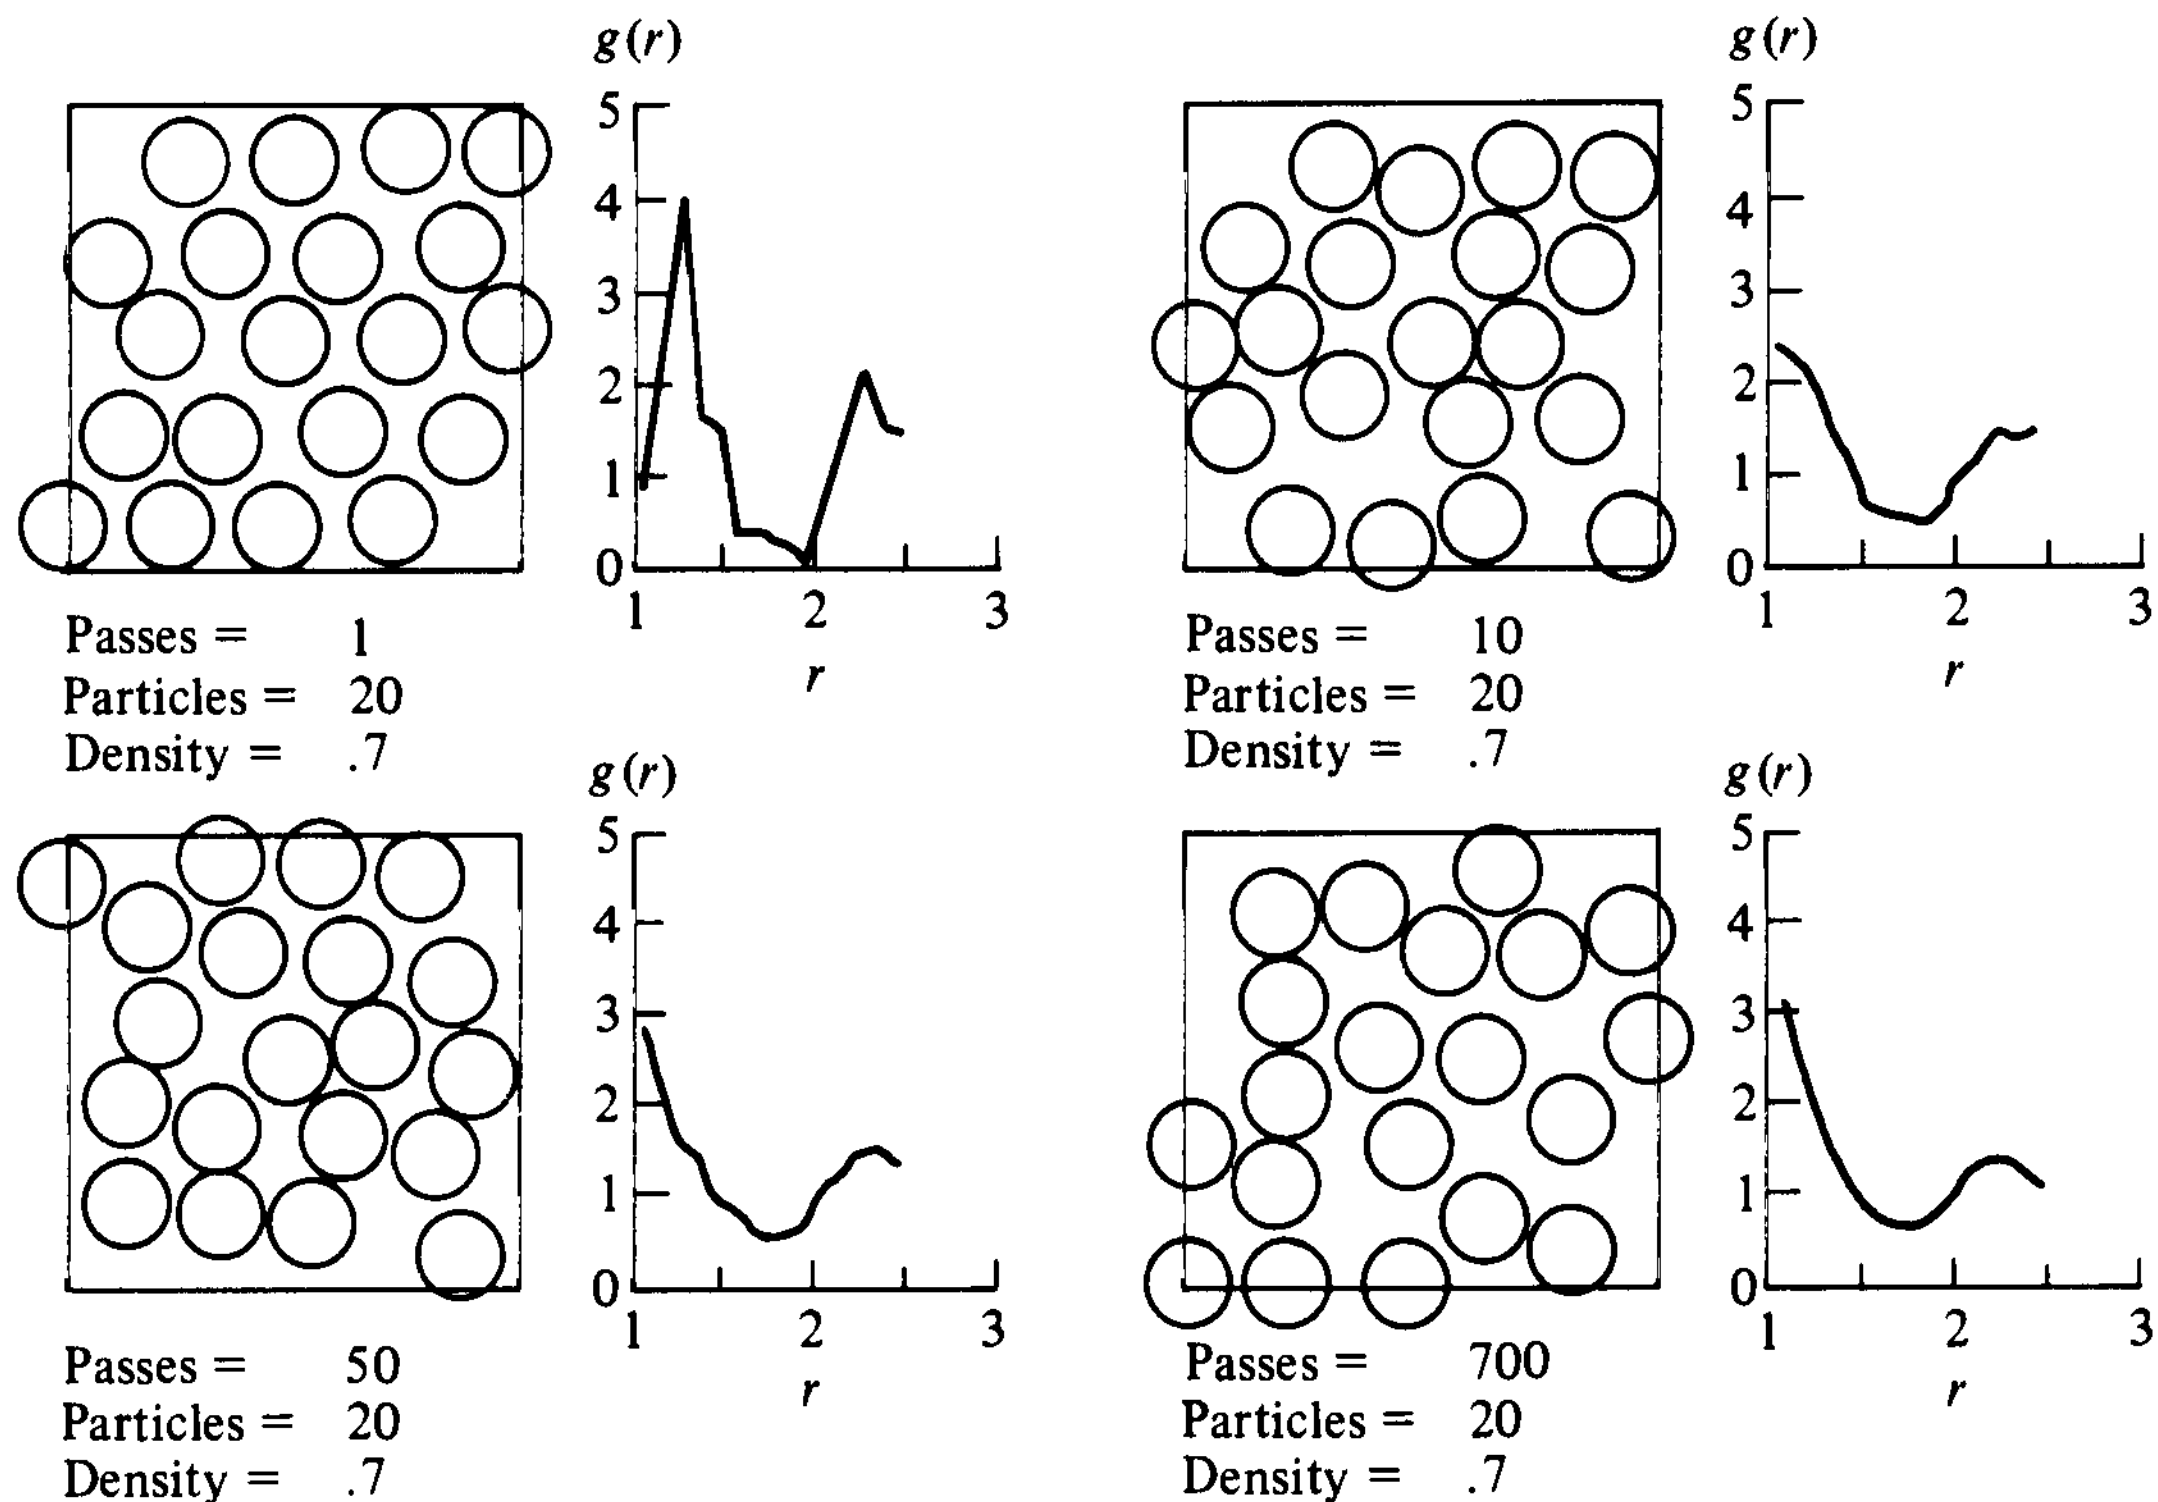 g(r)
5
4
3
2
1
0
1 2 3
r
Passes = 1
Particles = 20
Density = .7
g(r)
5
4
3
2
1
0
1 2 3
r
Passes = 10
Particles = 20
Density = .7
g(r)
5
4
3
2
1
0
1 2 3
r
Passes = 50
Particles = 20
Density = .7
g(r)
5
4
3
2
1
0
1 2 3
r
Passes = 700
Particles = 20
Density = .7